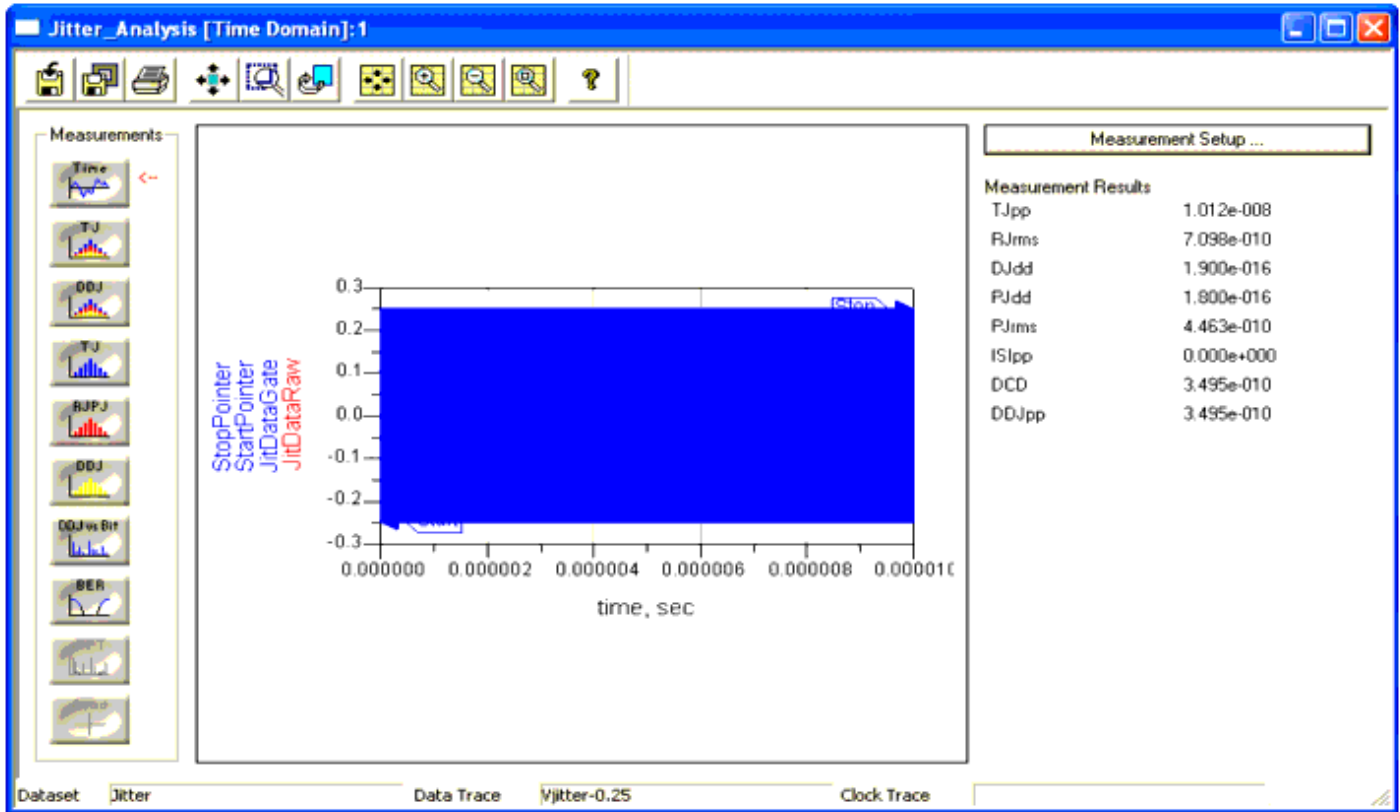 Jitter_Analysis [Time Domain]:1
?
Measurements
Time
<--
TJ
DDJ
TJ
RJPJ
DDJ
DDJ vs Bit
BER
Measurement Setup ...
Measurement Results
TJpp 1.012e-008
RJrms 7.098e-010
DJdd 1.900e-016
PJdd 1.800e-016
PJrms 4.463e-010
ISIpp 0.000e+000
DCD 3.495e-010
DDJpp 3.495e-010
StopPointer
StartPointer
JitDataGate
JitDataRaw
0.3
0.2
0.1
0.0
-0.1
-0.2
-0.3
Stop
Start
0.000000 0.000002 0.000004 0.000006 0.000008 0.000010
time, sec
Dataset Jitter Data Trace Vjitter-0.25 Clock Trace